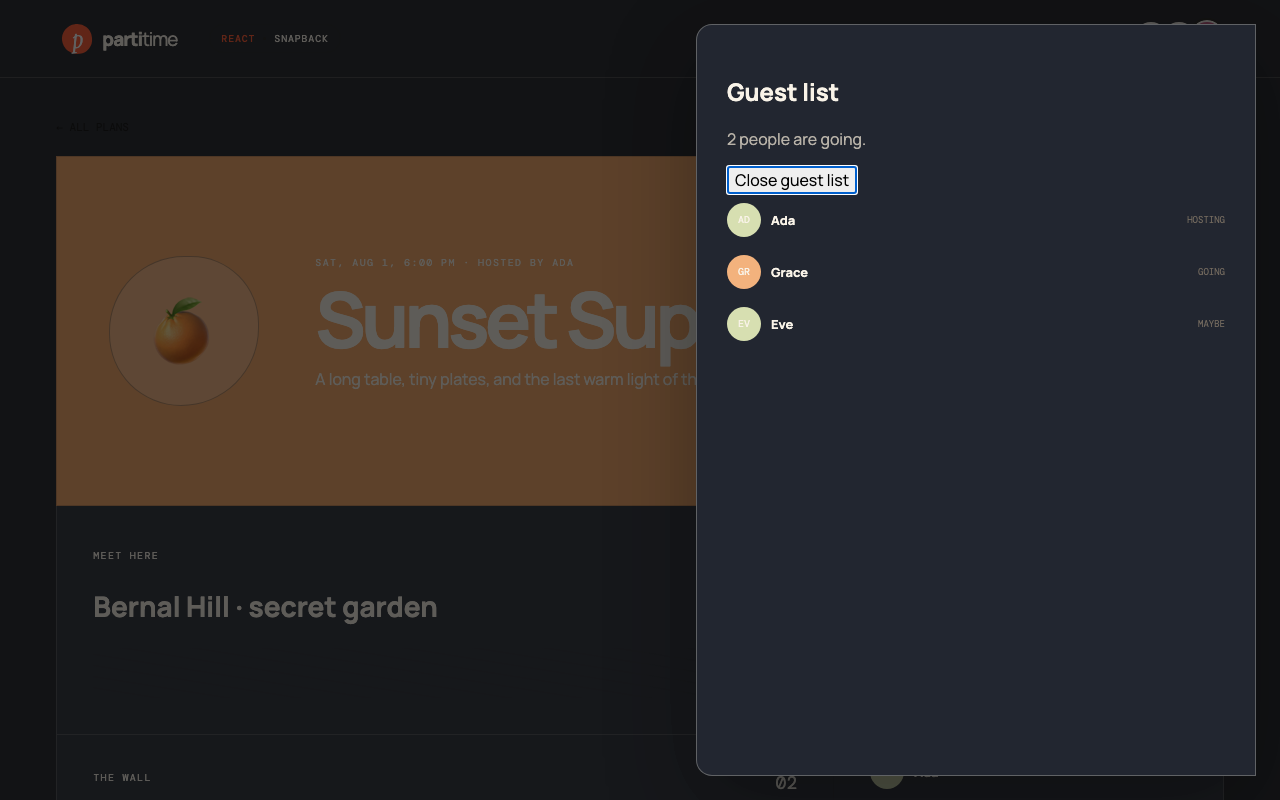 p partitime REACT SNAPBACK
← ALL PLANS
SAT, AUG 1, 6:00 PM · HOSTED BY ADA
Sunset Sup
A long table, tiny plates, and the last warm light of th
MEET HERE
Bernal Hill · secret garden
THE WALL
02
Guest list
2 people are going.
Close guest list
AD Ada HOSTING
GR Grace GOING
EV Eve MAYBE